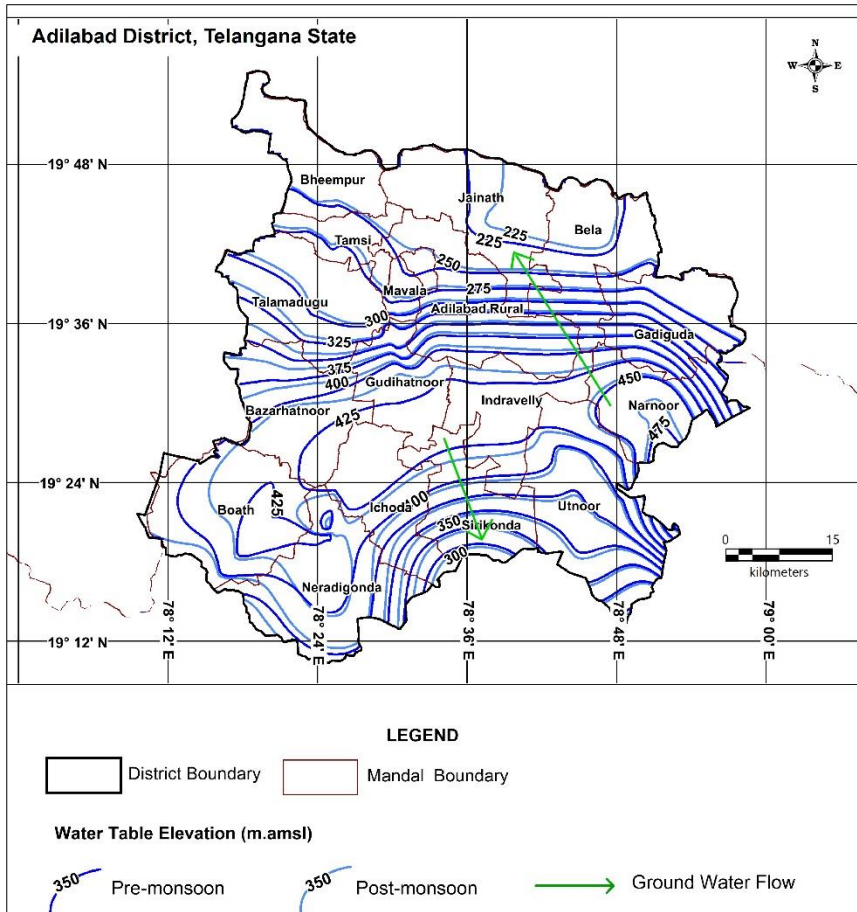 Adilabad District, Telangana State
N
W E
S
19° 48' N
Bheempur
Jainath
Bela
225
225
Tamsi
250
Mavala
275
Talamadugu
300
Adilabad Rural
19° 36' N
325
Gadiguda
375
400
Gudihatnoor
450
Indravelly
Narnoor
Bazarhatnoor
425
475
19° 24' N
Boath
425
Ichoda
400
Utnoor
350
Sirikonda
300
0 15
kilometers
Neradigonda
19° 12' N
78° 12' E
78° 24' E
78° 36' E
78° 48' E
79° 00' E
LEGEND
District Boundary
Mandal Boundary
Water Table Elevation (m.amsl)
350 Pre-monsoon
350 Post-monsoon
Ground Water Flow